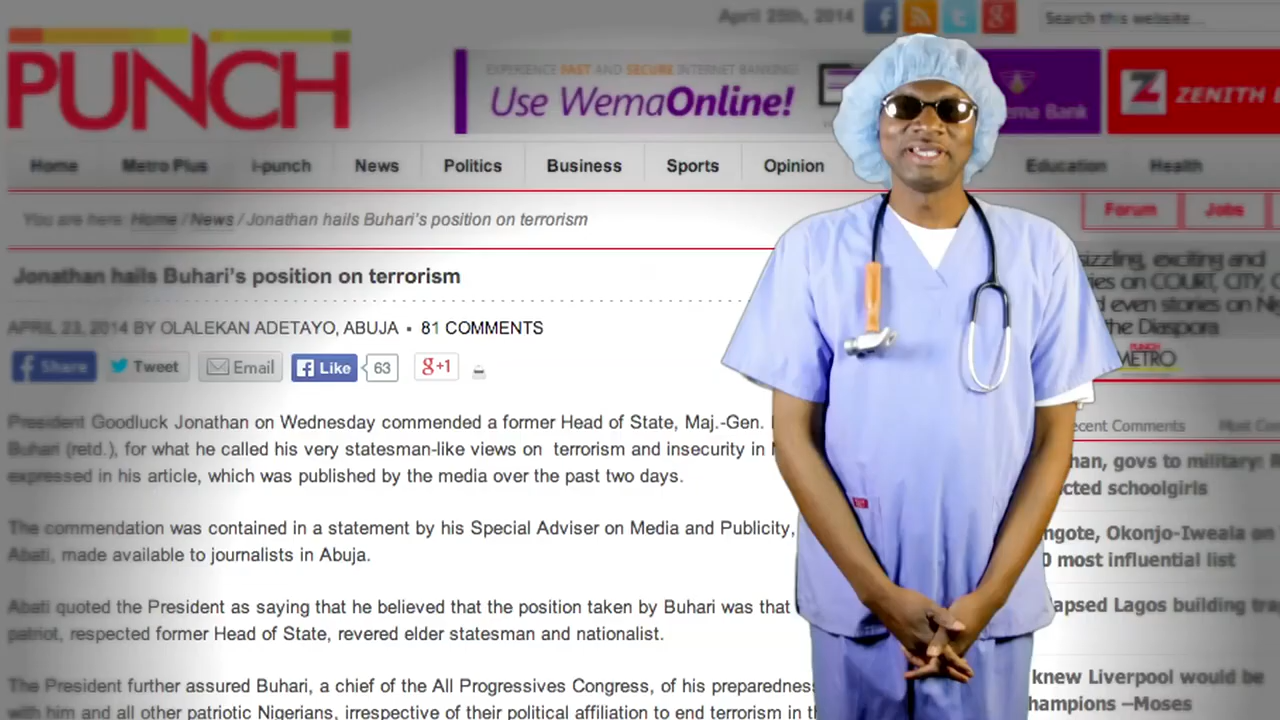 April 25th, 2014
Search this website...
PUNCH
EXPERIENCE FAST AND SECURE INTERNET BANKING
Use WemaOnline!
Wema Bank
Z ZENITH
Home Metro Plus i-punch News Politics Business Sports Opinion Education Health
You are here: Home / News / Jonathan hails Buhari's position on terrorism
Forum Jobs
Jonathan hails Buhari's position on terrorism
APRIL 23, 2014 BY OLALEKAN ADETAYO, ABUJA • 81 COMMENTS
Share Tweet Email Like 63 g+1
President Goodluck Jonathan on Wednesday commended a former Head of State, Maj.-Gen.
Buhari (retd.), for what he called his very statesman-like views on terrorism and insecurity in
expressed in his article, which was published by the media over the past two days.
The commendation was contained in a statement by his Special Adviser on Media and Publicity,
Abati, made available to journalists in Abuja.
Abati quoted the President as saying that he believed that the position taken by Buhari was that
patriot, respected former Head of State, revered elder statesman and nationalist.
The President further assured Buhari, a chief of the All Progressives Congress, of his preparedness
with him and all other patriotic Nigerians, irrespective of their political affiliation to end terrorism in
sizzling, exciting and
ies on COURT, CITY,
even stories on
the Diaspora
PUNCH
METRO
ecent Comments
han, govs to military:
cted schoolgirls
ngote, Okonjo-Iweala on
0 most influential list
apsed Lagos building
knew Liverpool would be
hampions –Moses